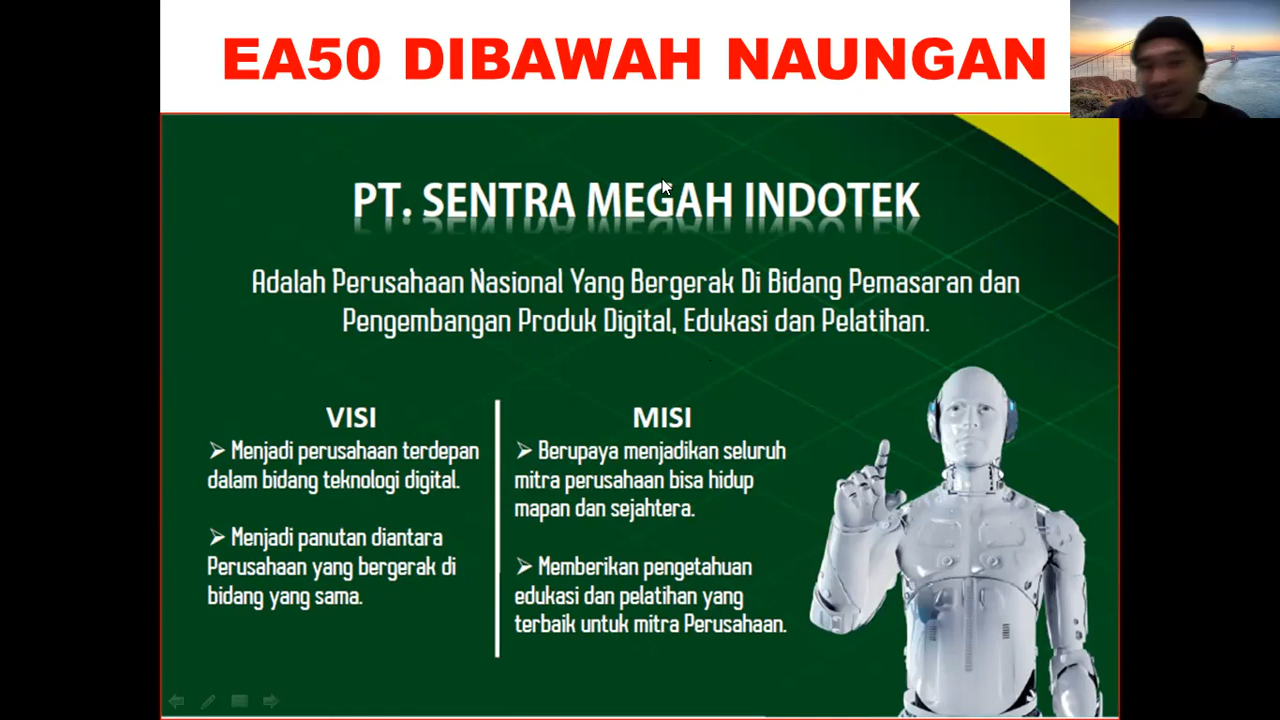 EA50 DIBAWAH NAUNGAN
PT. SENTRA MEGAH INDOTEK
Adalah Perusahaan Nasional Yang Bergerak Di Bidang Pemasaran dan
Pengembangan Produk Digital, Edukasi dan Pelatihan.
VISI
➢ Menjadi perusahaan terdepan
dalam bidang teknologi digital.
➢ Menjadi panutan diantara
Perusahaan yang bergerak di
bidang yang sama.
MISI
➢ Berupaya menjadikan seluruh
mitra perusahaan bisa hidup
mapan dan sejahtera.
➢ Memberikan pengetahuan
edukasi dan pelatihan yang
terbaik untuk mitra Perusahaan.